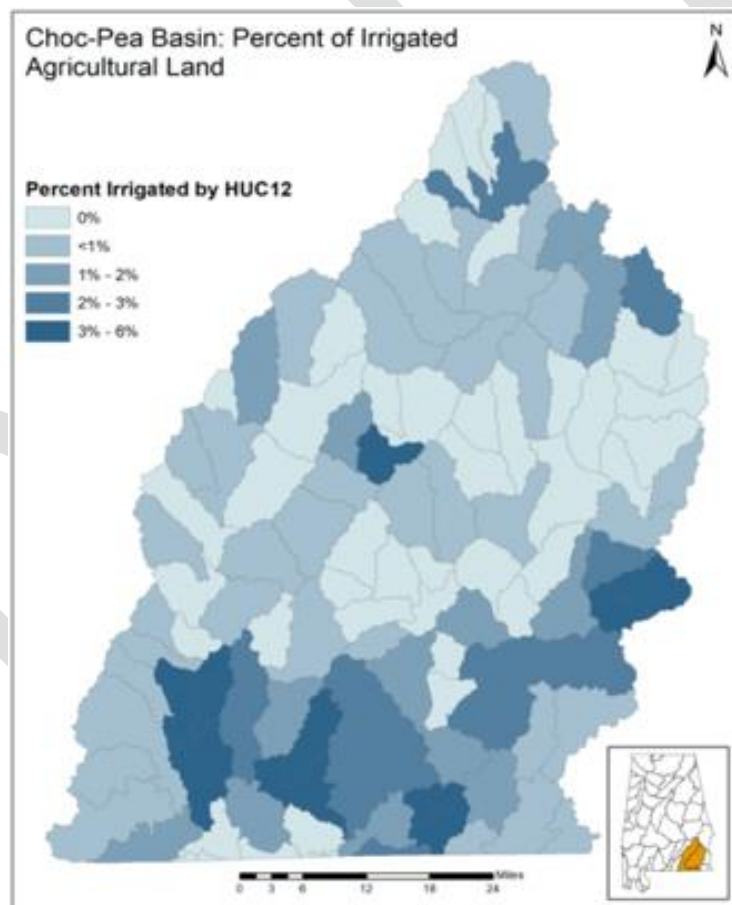 Choc-Pea Basin: Percent of Irrigated
Agricultural Land
N
Percent Irrigated by HUC12
0%
<1%
1% - 2%
2% - 3%
3% - 6%
Miles
0 3 6 12 18 24